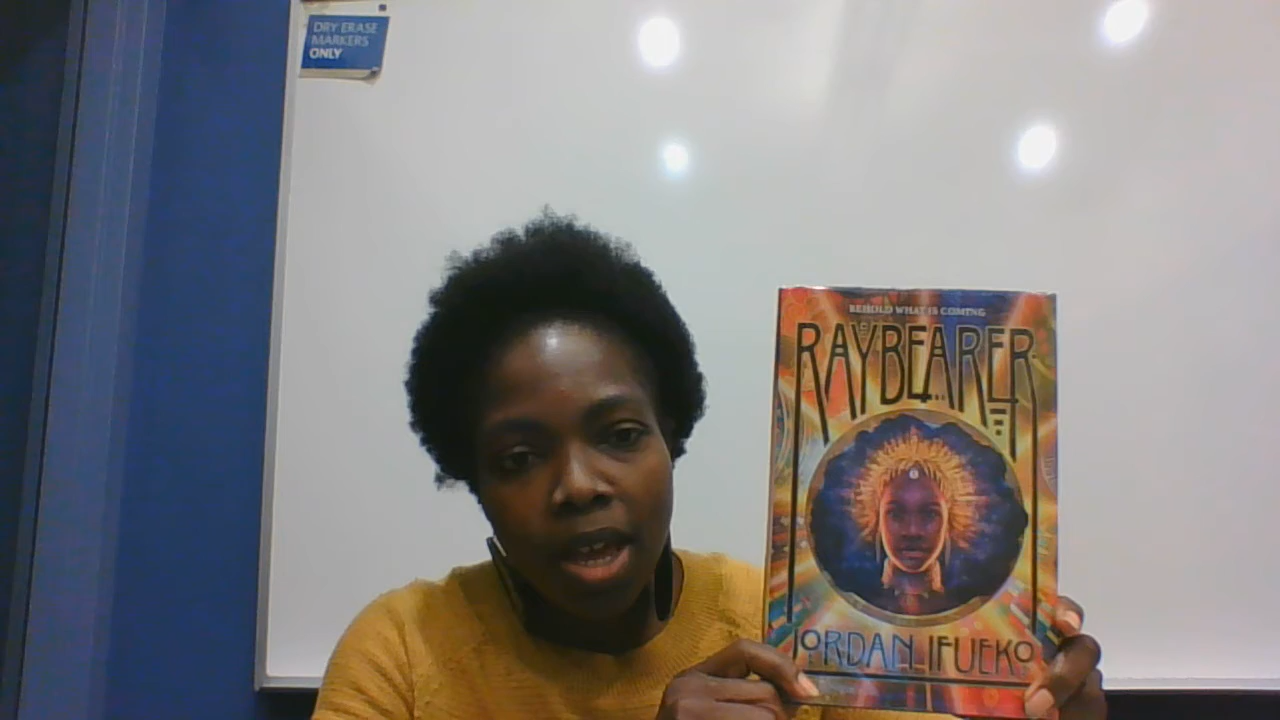 DRY ERASE
MARKERS
ONLY
BEHOLD WHAT IS COMING
RAYBEARER
JORDAN IFUEKO